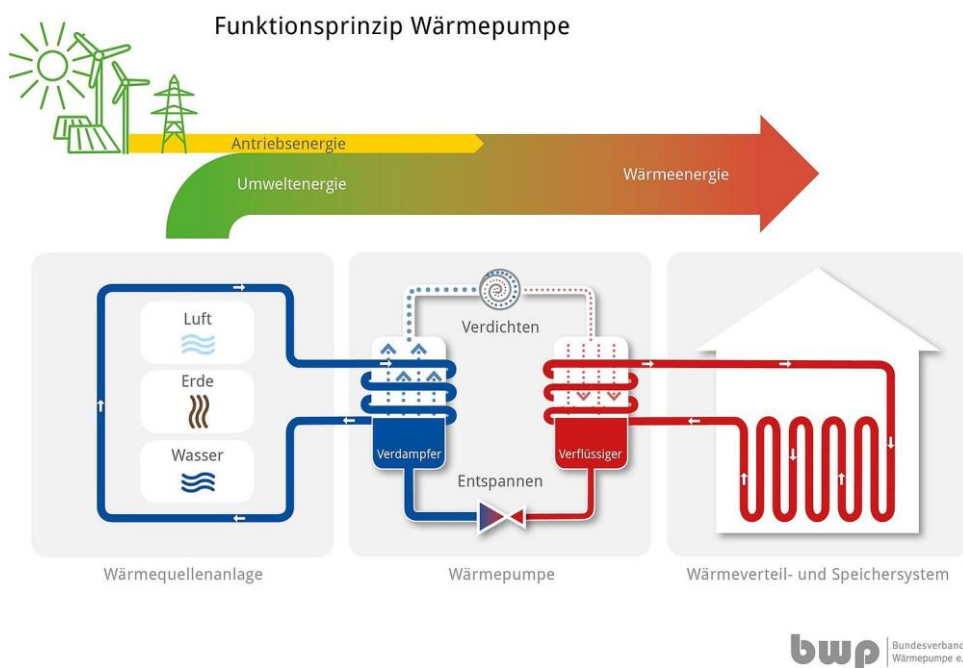 Funktionsprinzip Wärmepumpe
Antriebsenergie
Umweltenergie
Wärmeenergie
Luft
Erde
Wasser
Verdichten
Verdampfer
Verflüssiger
Entspannen
Wärmequellenanlage
Wärmepumpe
Wärmeverteil- und Speichersystem
bwp
Bundesverband
Wärmepumpe e.